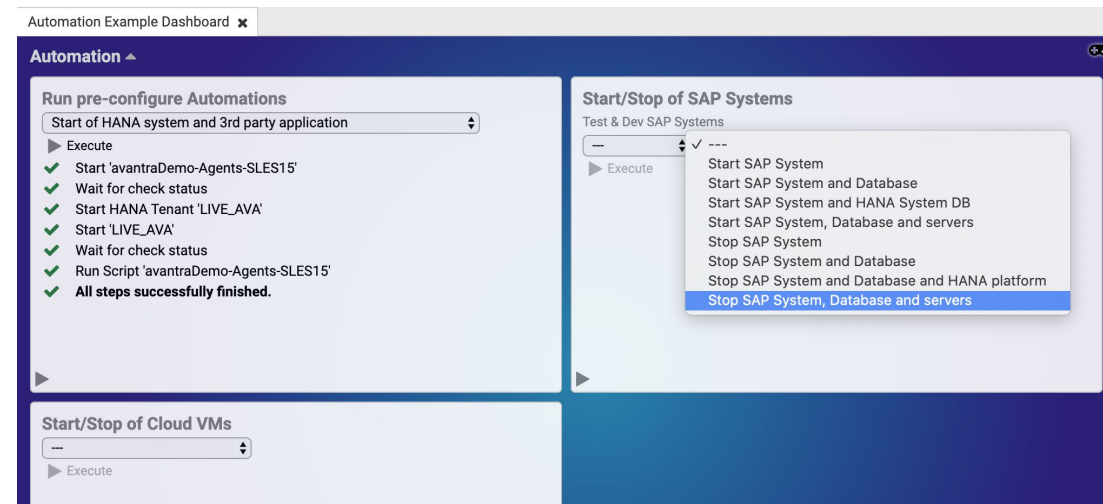 Automation Example Dashboard ✖
Automation
Run pre-configure Automations
Start of HANA system and 3rd party application
Execute
Start 'avantraDemo-Agents-SLES15'
Wait for check status
Start HANA Tenant 'LIVE_AVA'
Start 'LIVE_AVA'
Wait for check status
Run Script 'avantraDemo-Agents-SLES15'
All steps successfully finished.
Start/Stop of SAP Systems
Test & Dev SAP Systems
---
Execute
✓ ---
Start SAP System
Start SAP System and Database
Start SAP System and HANA System DB
Start SAP System, Database and servers
Stop SAP System
Stop SAP System and Database
Stop SAP System and Database and HANA platform
Stop SAP System, Database and servers
Start/Stop of Cloud VMs
---
Execute